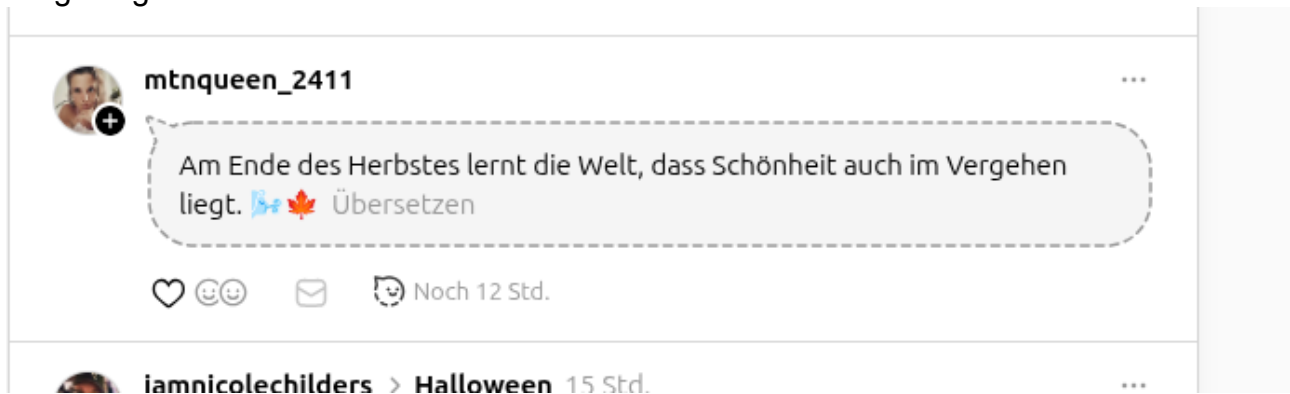 mtnqueen_2411
Am Ende des Herbstes lernt die Welt, dass Schönheit auch im Vergehen
liegt. 🌬️🍁 Übersetzen
Noch 12 Std.
iamnicolechilders > Halloween 15 Std.